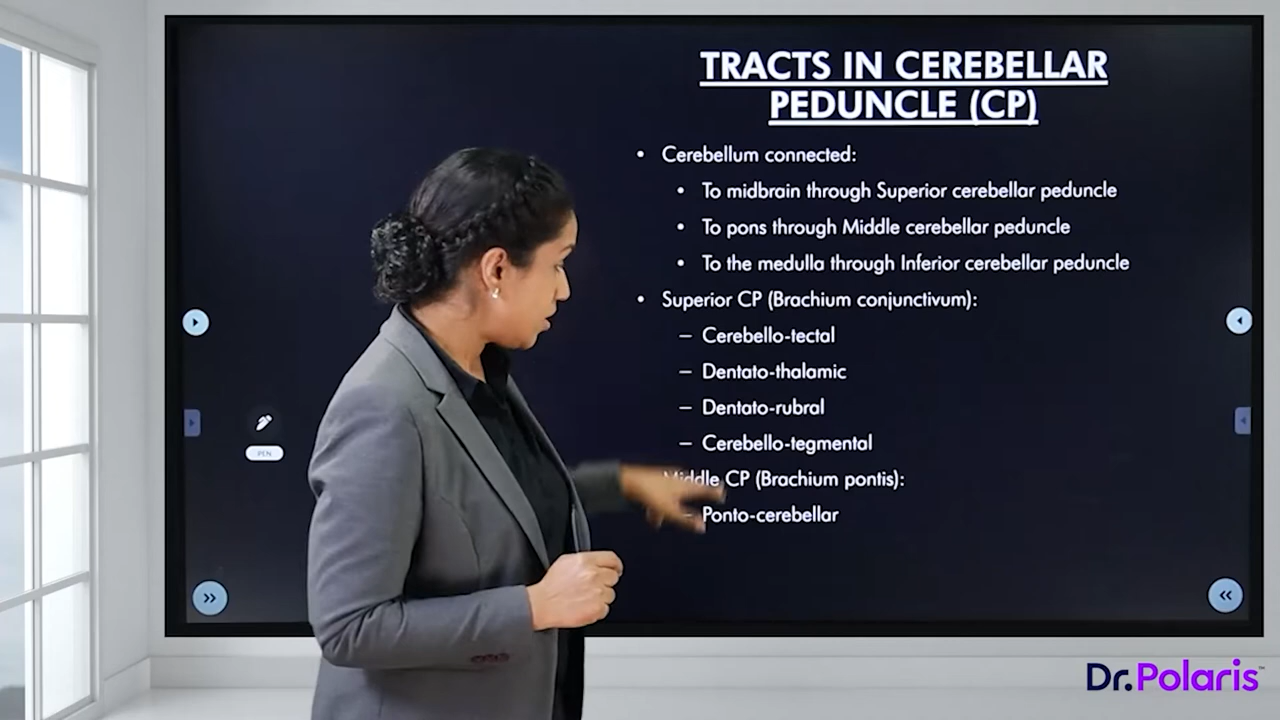 TRACTS IN CEREBELLAR
PEDUNCLE (CP)
• Cerebellum connected:
• To midbrain through Superior cerebellar peduncle
• To pons through Middle cerebellar peduncle
• To the medulla through Inferior cerebellar peduncle
• Superior CP (Brachium conjunctivum):
– Cerebello-tectal
– Dentato-thalamic
– Dentato-rubral
– Cerebello-tegmental
Middle CP (Brachium pontis):
– Ponto-cerebellar
PEN
Dr.Polaris™